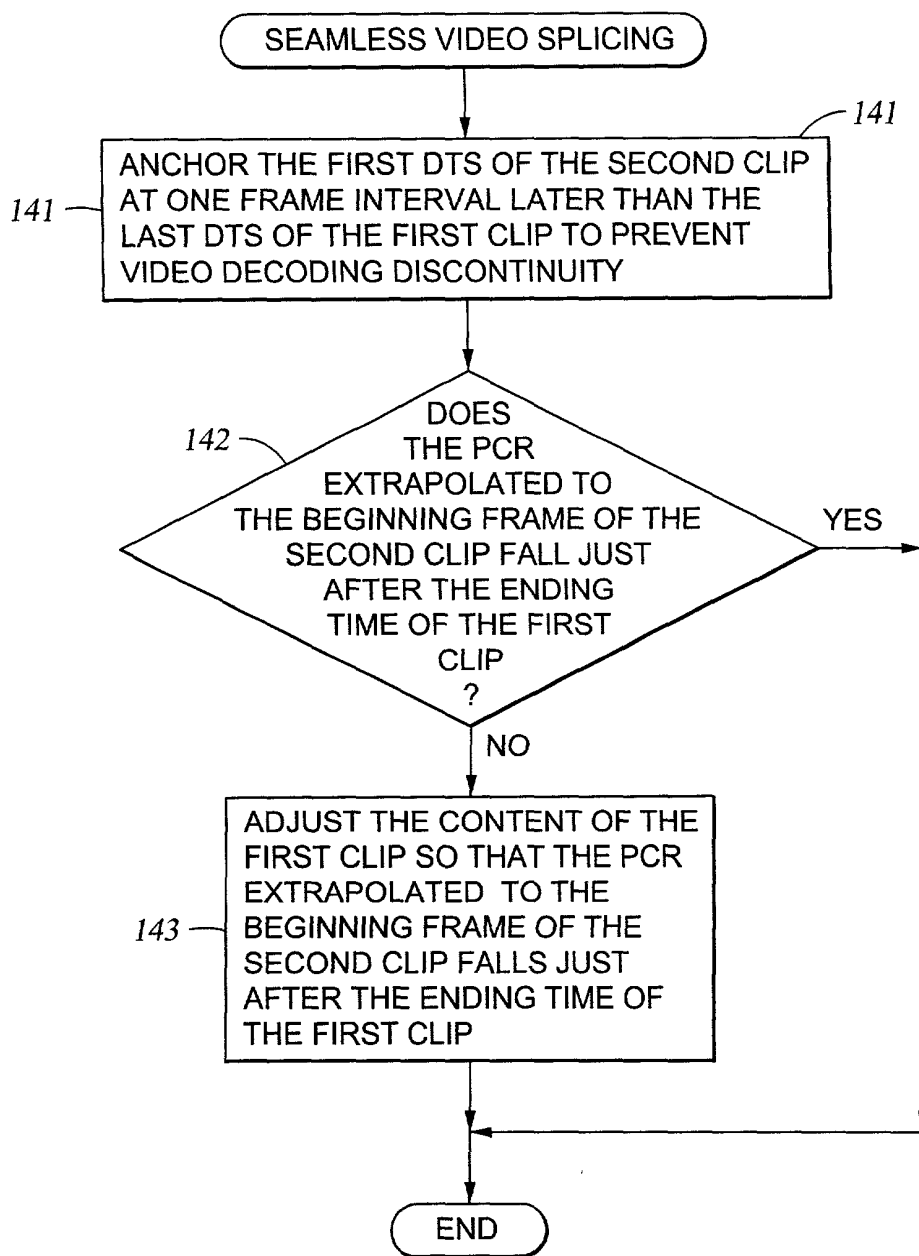 SEAMLESS VIDEO SPLICING
141
ANCHOR THE FIRST DTS OF THE SECOND CLIP
AT ONE FRAME INTERVAL LATER THAN THE
LAST DTS OF THE FIRST CLIP TO PREVENT
VIDEO DECODING DISCONTINUITY
141
DOES
THE PCR
EXTRAPOLATED TO
THE BEGINNING FRAME OF THE
SECOND CLIP FALL JUST
AFTER THE ENDING
TIME OF THE FIRST
CLIP
?
142
YES
NO
ADJUST THE CONTENT OF THE
FIRST CLIP SO THAT THE PCR
EXTRAPOLATED TO THE
BEGINNING FRAME OF THE
SECOND CLIP FALLS JUST
AFTER THE ENDING TIME OF
THE FIRST CLIP
143
END